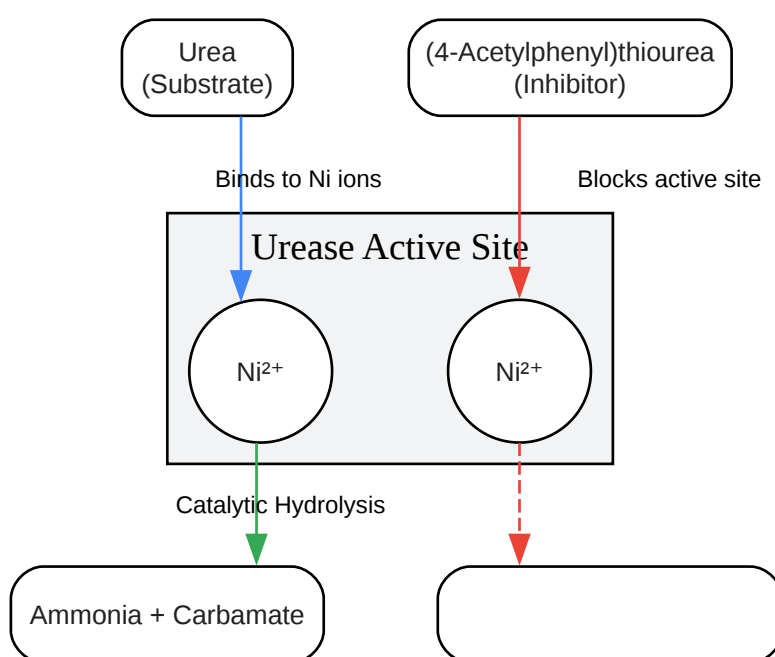 Urea
(Substrate)
(4-Acetylphenyl)thiourea
(Inhibitor)
Binds to Ni ions
Blocks active site
Urease Active Site
Ni²⁺
Ni²⁺
Catalytic Hydrolysis
Ammonia + Carbamate